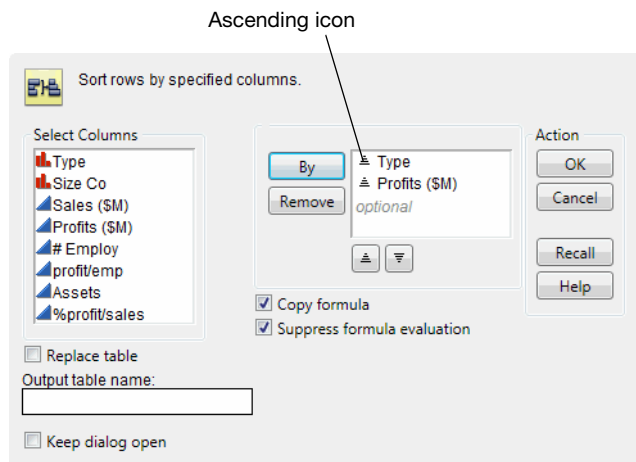 Ascending icon
Sort rows by specified columns.
Select Columns
Type
Size Co
Sales ($M)
Profits ($M)
# Employ
profit/emp
Assets
%profit/sales
By
Remove
Type
Profits ($M)
optional
Action
OK
Cancel
Recall
Help
Copy formula
Suppress formula evaluation
Replace table
Output table name:
Keep dialog open